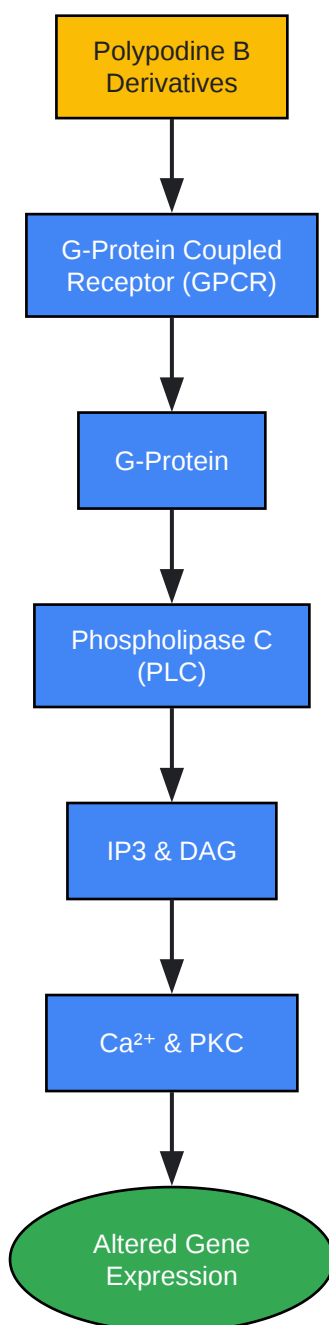 Polypodine B
Derivatives
G-Protein Coupled
Receptor (GPCR)
G-Protein
Phospholipase C
(PLC)
IP3 & DAG
Ca²⁺ & PKC
Altered Gene
Expression